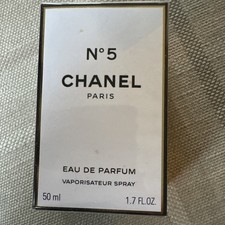 N°5
CHANEL
PARIS
EAU DE PARFUM
VAPORISATEUR SPRAY
50 ml 1.7 FL.OZ.